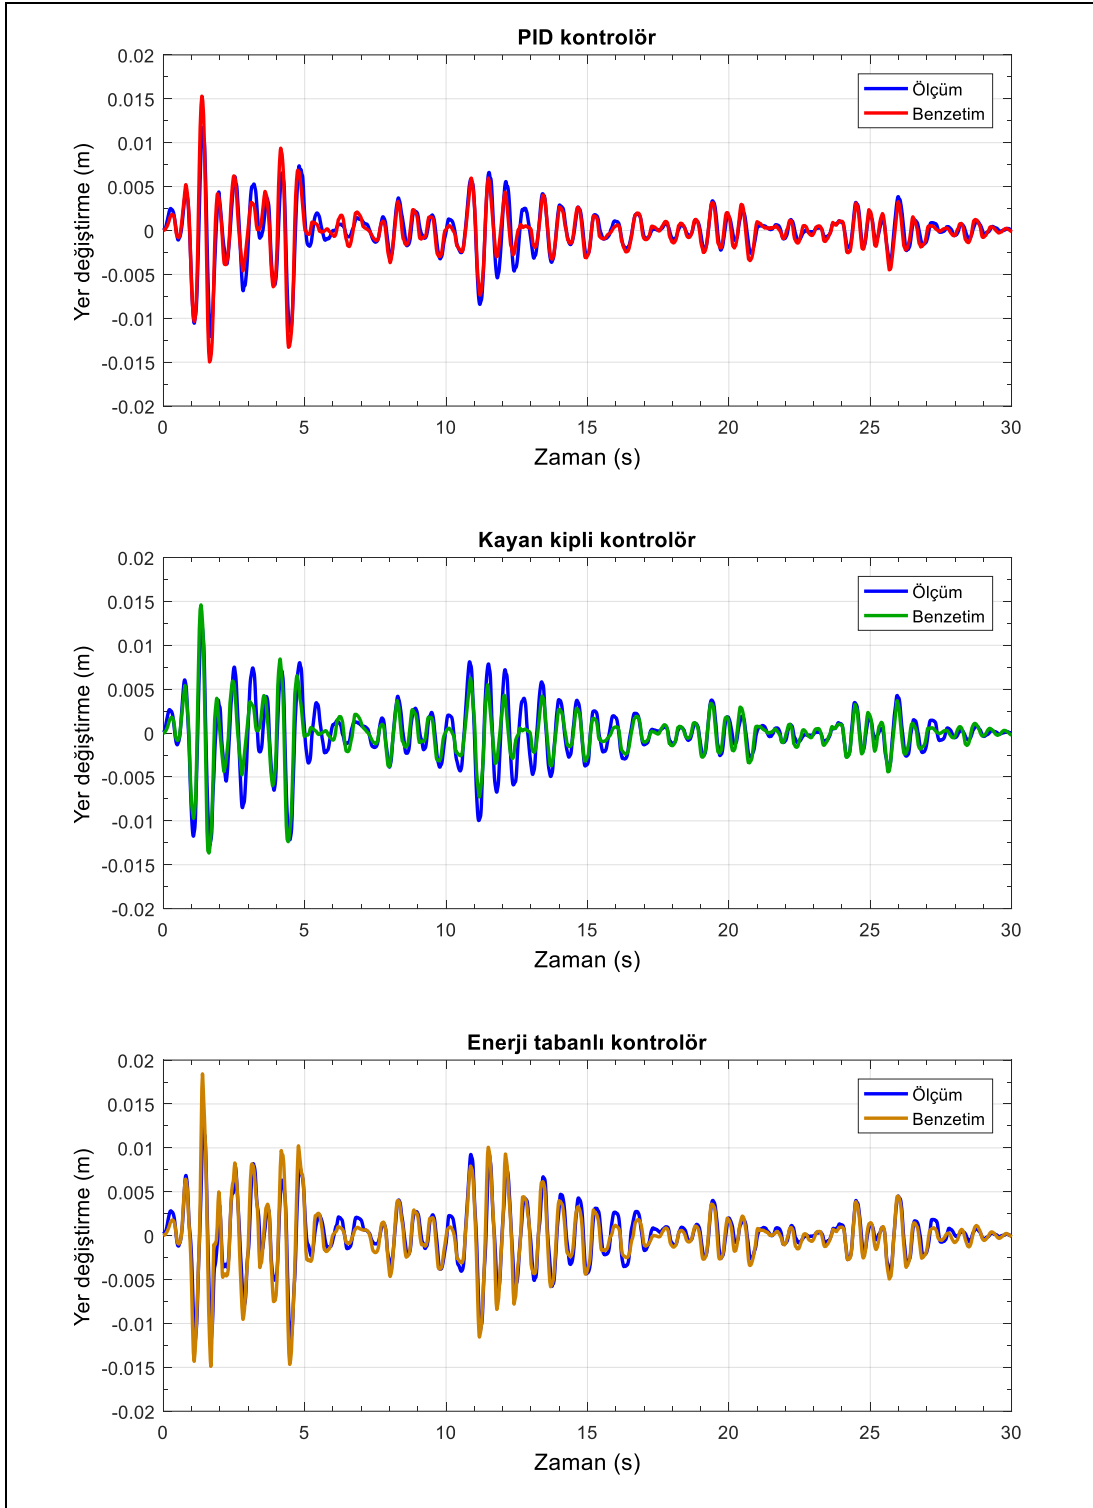 PID kontrolör
0.02
0.015
0.01
0.005
0
-0.005
-0.01
-0.015
-0.02
Yer değiştirme (m)
Ölçüm
Benzetim
0 5 10 15 20 25 30
Zaman (s)
Kayan kipli kontrolör
0.02
0.015
0.01
0.005
0
-0.005
-0.01
-0.015
-0.02
Yer değiştirme (m)
Ölçüm
Benzetim
0 5 10 15 20 25 30
Zaman (s)
Enerji tabanlı kontrolör
0.02
0.015
0.01
0.005
0
-0.005
-0.01
-0.015
-0.02
Yer değiştirme (m)
Ölçüm
Benzetim
0 5 10 15 20 25 30
Zaman (s)